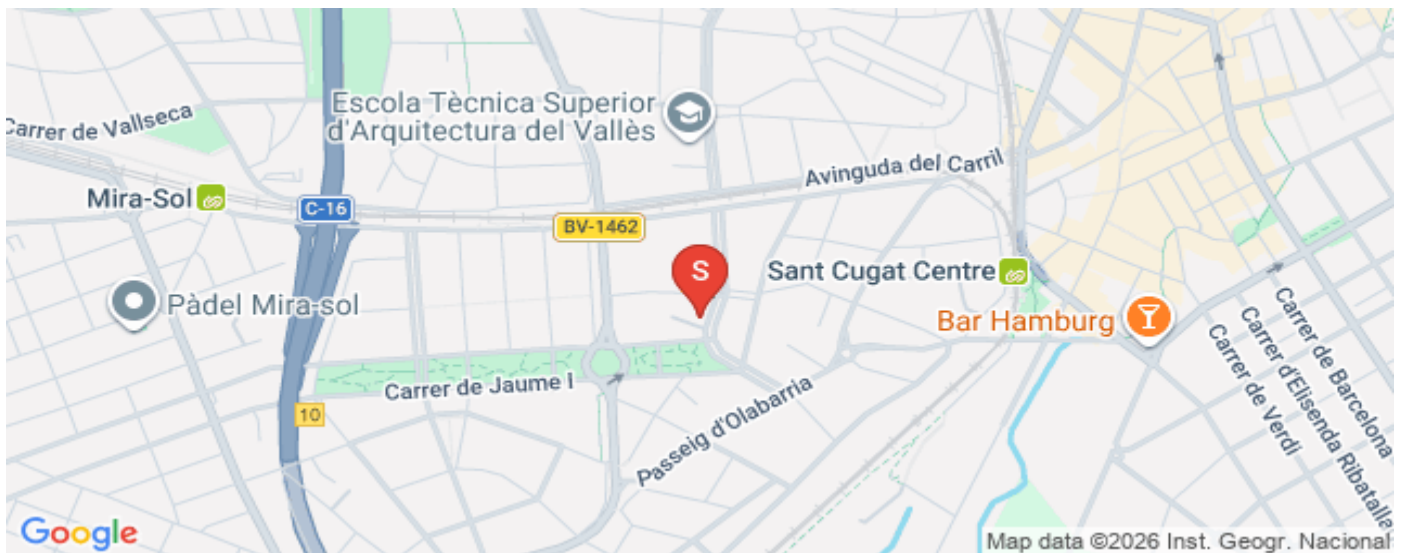 Carrer de Vallseca
Escola Tècnica Superior
d'Arquitectura del Vallès
Avinguda del Carril
Mira-Sol
C-16
BV-1462
S
Sant Cugat Centre
Pàdel Mira-sol
Bar Hamburg
Carrer de Jaume I
10
Passeig d'Olabarria
Carrer de Barcelona
Carrer d'Elisenda Ribatallada
Carrer de Verdi
Google
Map data ©2026 Inst. Geogr. Nacional